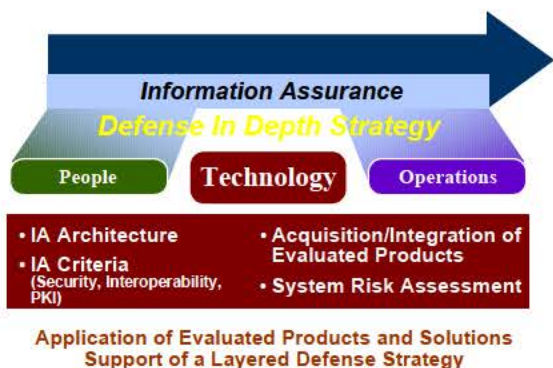 Information Assurance
Defense In Depth Strategy
People
Technology
Operations
• IA Architecture
• IA Criteria
(Security, Interoperability,
PKI)
• Acquisition/Integration of
Evaluated Products
• System Risk Assessment
Application of Evaluated Products and Solutions
Support of a Layered Defense Strategy